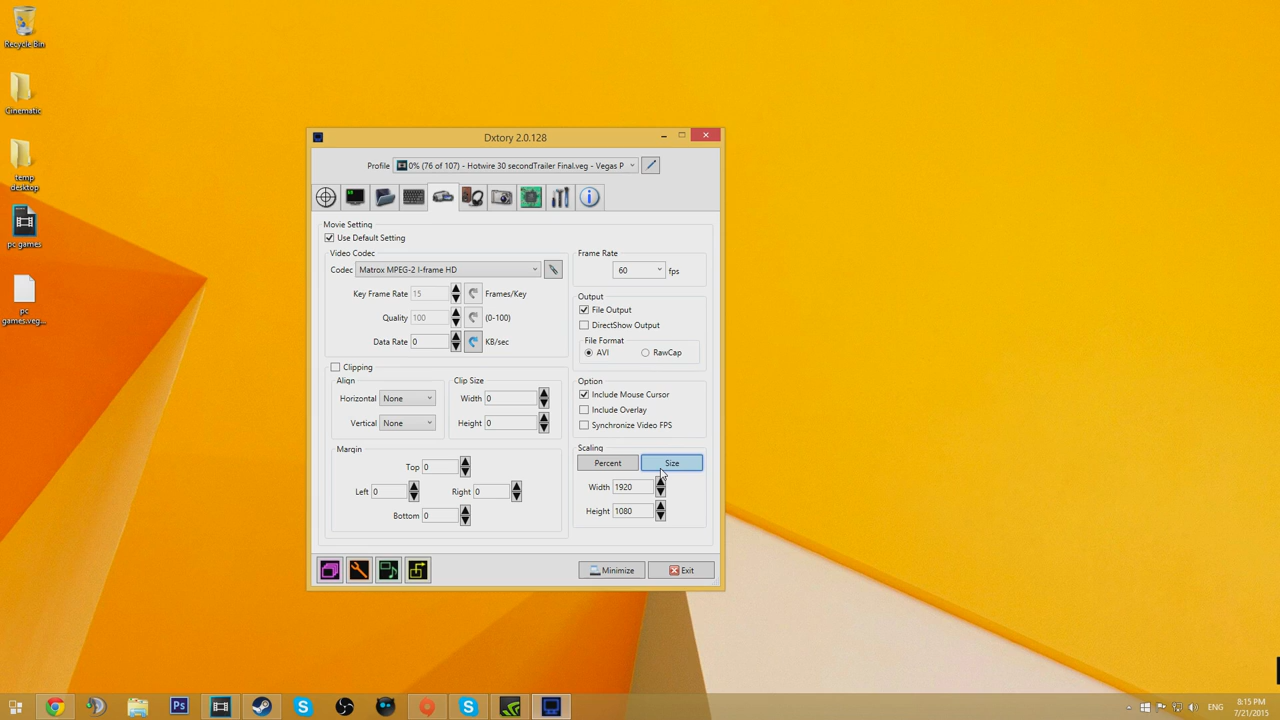 Recycle Bin
Cinematic
temp
desktop
pc games
pc
games.veg...
Dxtory 2.0.128
Profile
0% (76 of 107) - Hotwire 30 secondTrailer Final.veg - Vegas P
Movie Setting
Use Default Setting
Video Codec
Codec Matrox MPEG-2 I-frame HD
Key Frame Rate 15 Frames/Key
Quality 100 (0-100)
Data Rate 0 KB/sec
Clipping
Align
Horizontal None
Vertical None
Clip Size
Width 0
Height 0
Margin
Top 0
Left 0 Right 0
Bottom 0
Frame Rate
60 fps
Output
File Output
DirectShow Output
File Format
AVI RawCap
Option
Include Mouse Cursor
Include Overlay
Synchronize Video FPS
Scaling
Percent Size
Width 1920
Height 1080
Minimize Exit
Ps
ENG
8:15 PM
7/21/2015